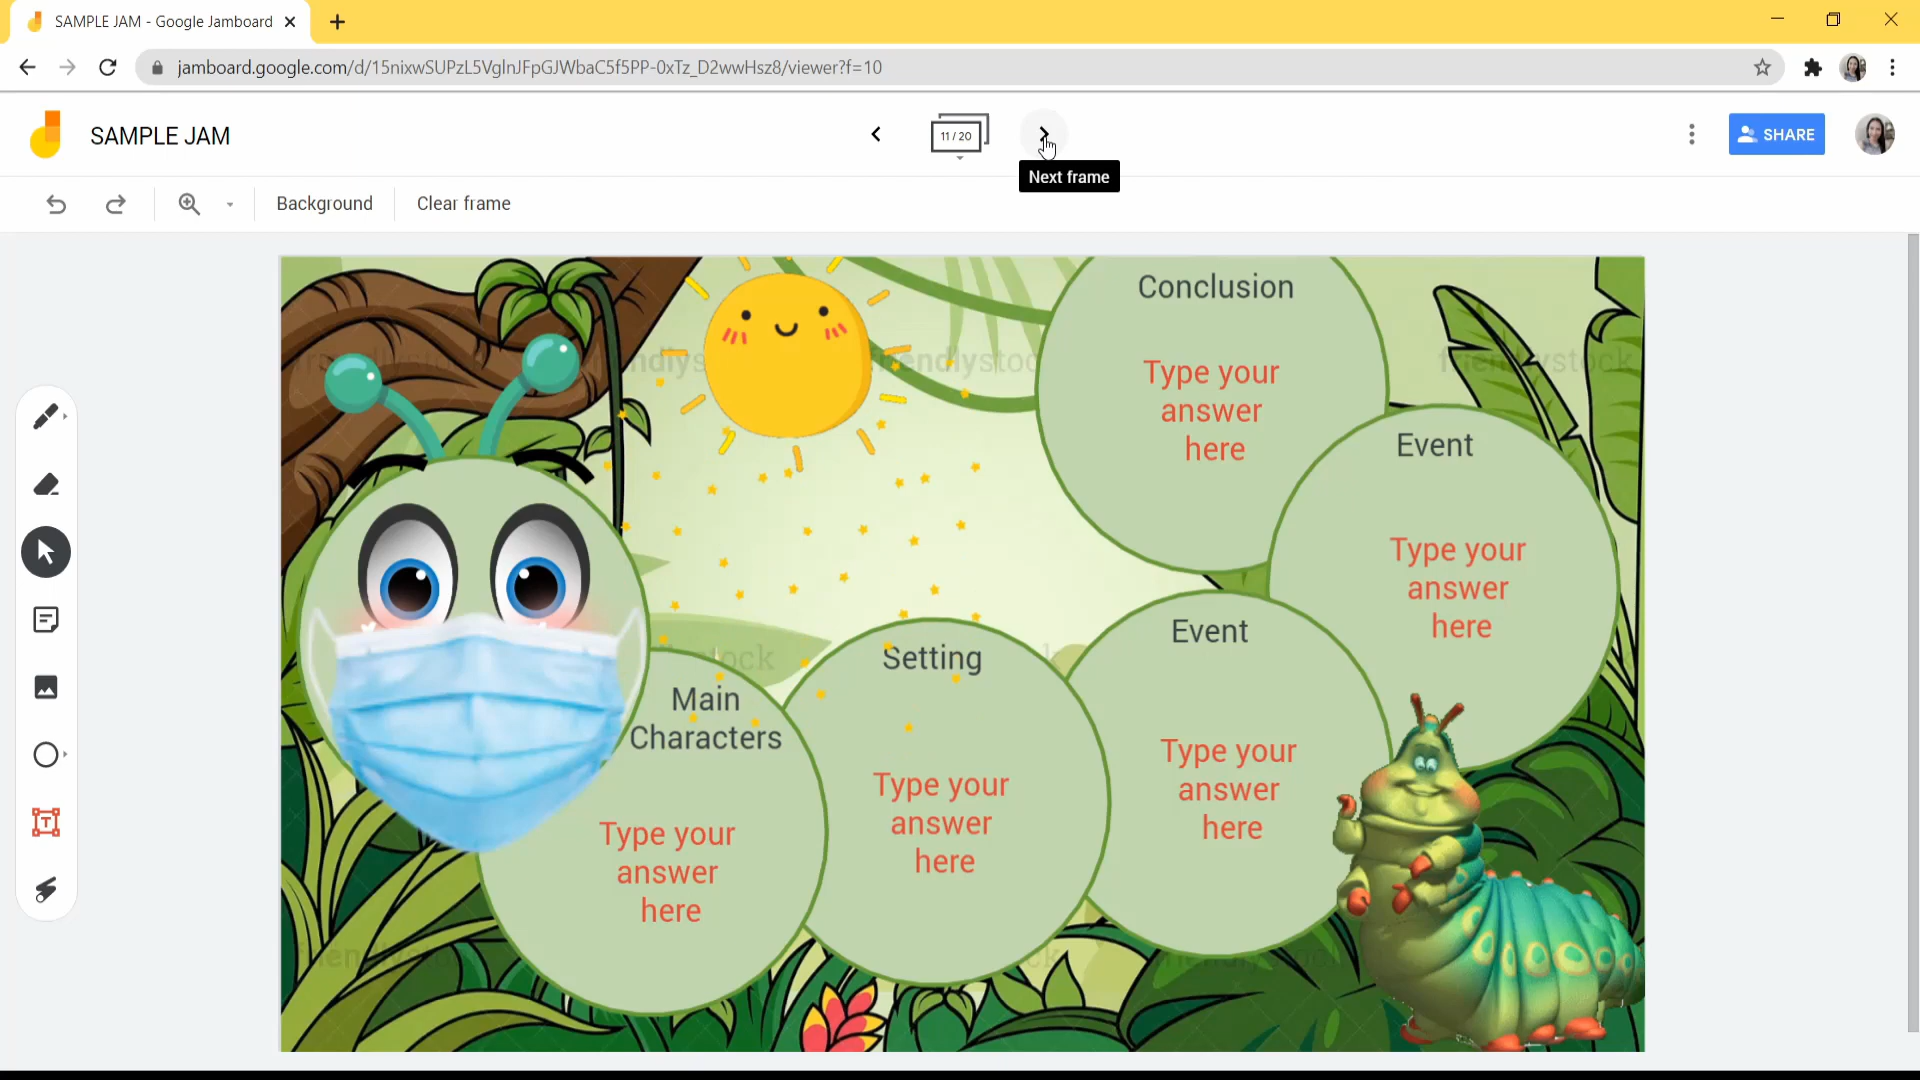 SAMPLE JAM - Google Jamboard
jamboard.google.com/d/15nixwSUPzL5VglnJFpGJWbaC5f5PP-0xTz_D2wwHsz8/viewer?f=10
SAMPLE JAM
11 / 20
SHARE
Next frame
Background
Clear frame
Conclusion
Type your
answer
here
friendlystock
Event
Type your
answer
here
Event
Type your
answer
here
Setting
Type your
answer
here
Main
Characters
Type your
answer
here